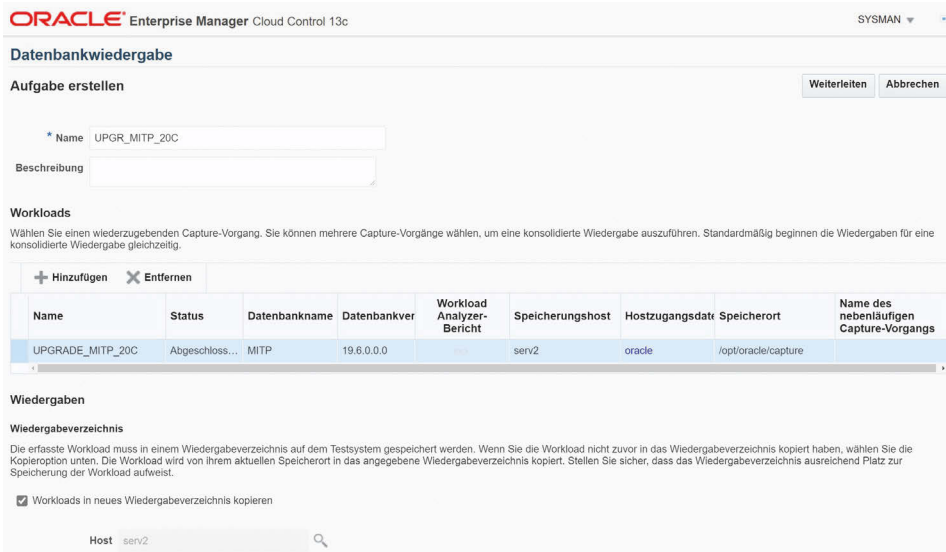 ORACLE Enterprise Manager Cloud Control 13c
SYSMAN
Datenbankwiedergabe
Aufgabe erstellen
Weiterleiten
Abbrechen
* Name UPGR_MITP_20C
Beschreibung
Workloads
Wählen Sie einen wiederzugebenden Capture-Vorgang. Sie können mehrere Capture-Vorgänge wählen, um eine konsolidierte Wiedergabe auszuführen. Standardmäßig beginnen die Wiedergaben für eine
konsolidierte Wiedergabe gleichzeitig.
Hinzufügen Entfernen
Name Status Datenbankname Datenbankver Workload Analyzer-Bericht Speicherungshost Hostzugangsdate Speicherort Name des nebenläufigen Capture-Vorgangs
UPGRADE_MITP_20C Abgeschloss... MITP 19.6.0.0.0 serv2 oracle /opt/oracle/capture
Wiedergaben
Wiedergabeverzeichnis
Die erfasste Workload muss in einem Wiedergabeverzeichnis auf dem Testsystem gespeichert werden. Wenn Sie die Workload nicht zuvor in das Wiedergabeverzeichnis kopiert haben, wählen Sie die
Kopieroption unten. Die Workload wird von ihrem aktuellen Speicherort in das angegebene Wiedergabeverzeichnis kopiert. Stellen Sie sicher, dass das Wiedergabeverzeichnis ausreichend Platz zur
Speicherung der Workload aufweist.
Workloads in neues Wiedergabeverzeichnis kopieren
Host serv2